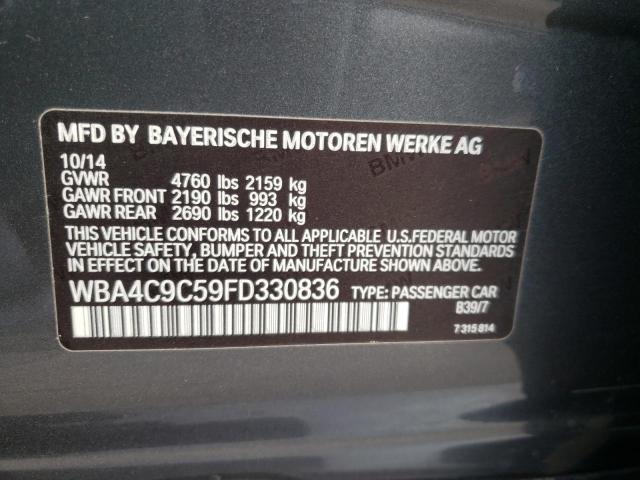 MFD BY BAYERISCHE MOTOREN WERKE AG
10/14
GVWR 4760 lbs 2159 kg
GAWR FRONT 2190 lbs 993 kg
GAWR REAR 2690 lbs 1220 kg
THIS VEHICLE CONFORMS TO ALL APPLICABLE U.S.FEDERAL MOTOR
VEHICLE SAFETY, BUMPER AND THEFT PREVENTION STANDARDS
IN EFFECT ON THE DATE OF MANUFACTURE SHOWN ABOVE.
WBA4C9C59FD330836 TYPE: PASSENGER CAR
B39/7
7 315 814
BMW